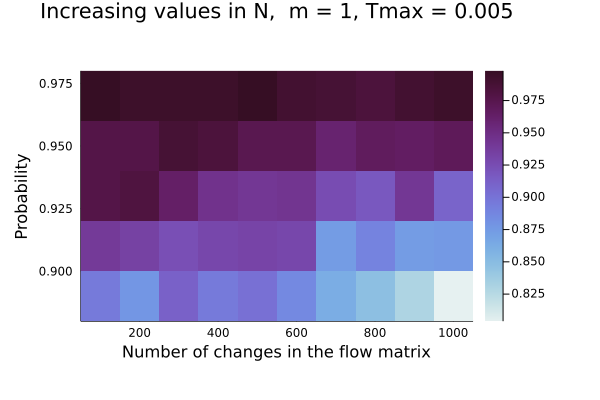 Increasing values in N,  m = 1, Tmax = 0.005
Probability
0.975
0.950
0.925
0.900
200 400 600 800 1000
Number of changes in the flow matrix
0.975
0.950
0.925
0.900
0.875
0.850
0.825